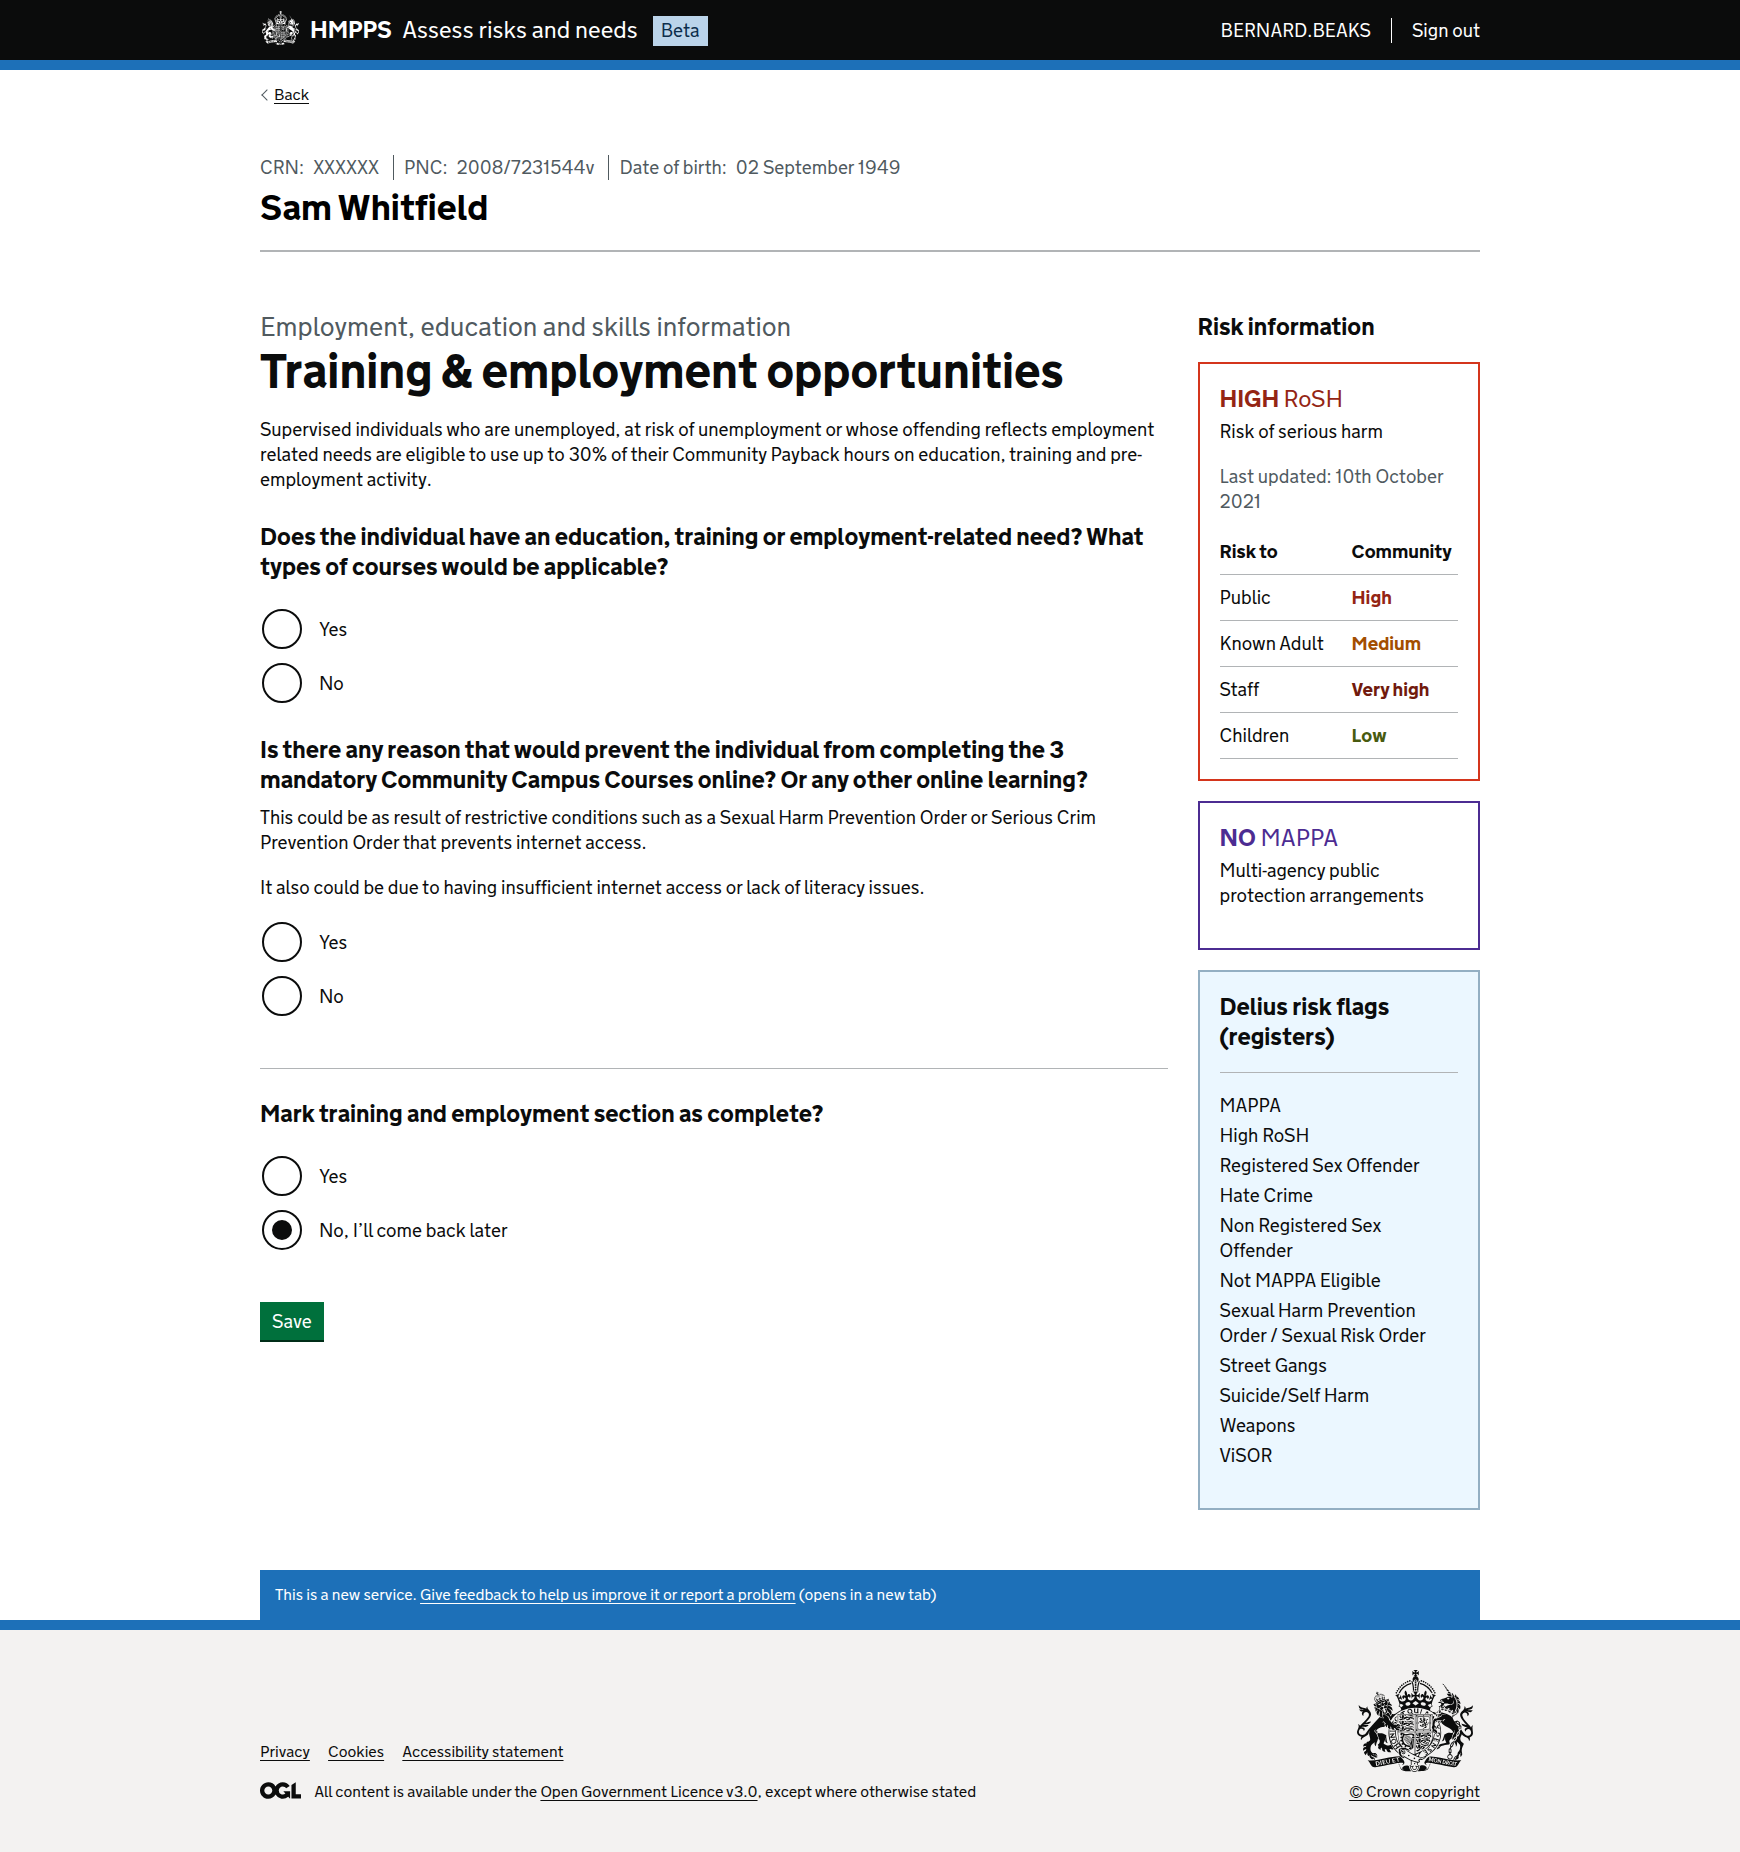 HMPPS Assess risks and needs Beta
BERNARD.BEAKS Sign out
Back
CRN: XXXXXX PNC: 2008/7231544v Date of birth: 02 September 1949
Sam Whitfield
Employment, education and skills information
Training & employment opportunities
Supervised individuals who are unemployed, at risk of unemployment or whose offending reflects employment
related needs are eligible to use up to 30% of their Community Payback hours on education, training and pre-
employment activity.
Does the individual have an education, training or employment-related need? What
types of courses would be applicable?
Yes
No
Is there any reason that would prevent the individual from completing the 3
mandatory Community Campus Courses online? Or any other online learning?
This could be as result of restrictive conditions such as a Sexual Harm Prevention Order or Serious Crim
Prevention Order that prevents internet access.
It also could be due to having insufficient internet access or lack of literacy issues.
Yes
No
Mark training and employment section as complete?
Yes
No, I'll come back later
Save
Risk information
HIGH RoSH
Risk of serious harm
Last updated: 10th October
2021
Risk to Community
Public High
Known Adult Medium
Staff Very high
Children Low
NO MAPPA
Multi-agency public
protection arrangements
Delius risk flags
(registers)
MAPPA
High RoSH
Registered Sex Offender
Hate Crime
Non Registered Sex
Offender
Not MAPPA Eligible
Sexual Harm Prevention
Order / Sexual Risk Order
Street Gangs
Suicide/Self Harm
Weapons
ViSOR
This is a new service. Give feedback to help us improve it or report a problem (opens in a new tab)
Privacy Cookies Accessibility statement
OGL All content is available under the Open Government Licence v3.0, except where otherwise stated
DIEU ET MON DROIT
© Crown copyright